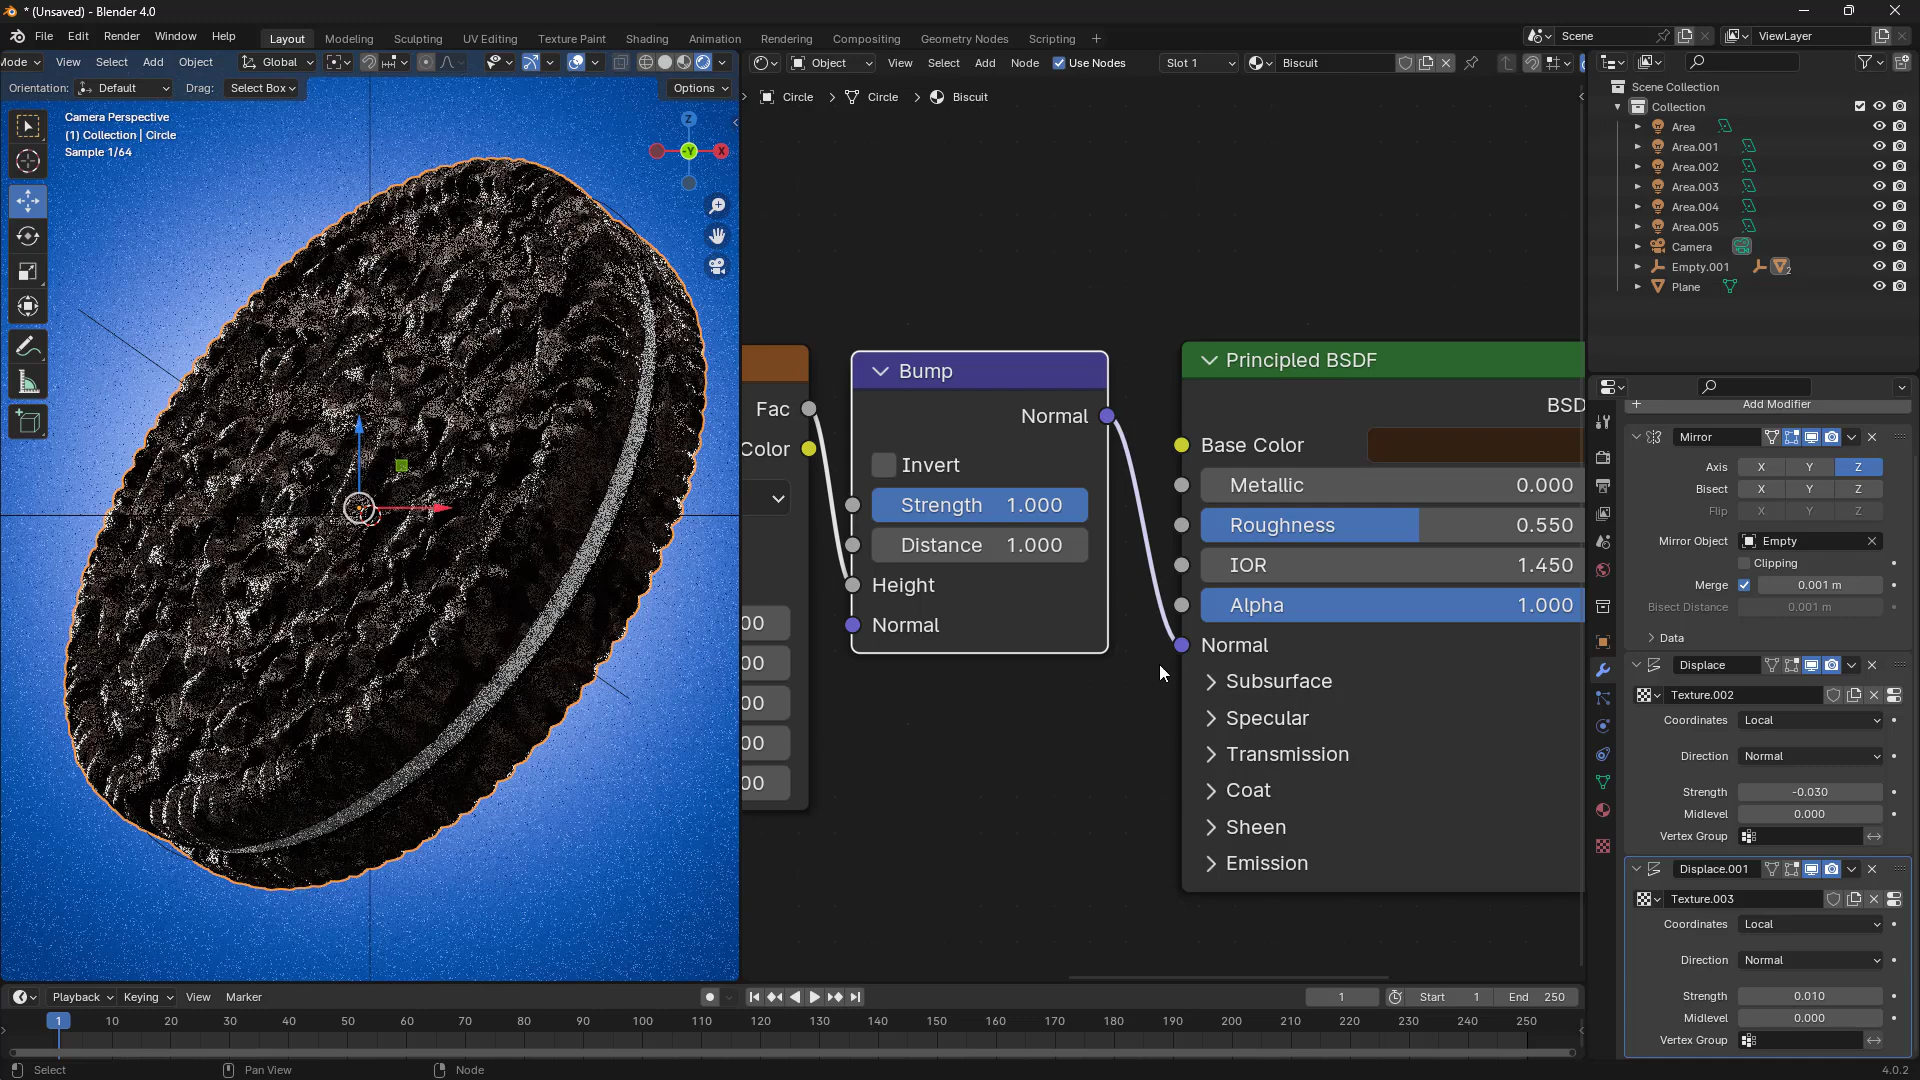 * (Unsaved) - Blender 4.0
File Edit Render Window Help
Layout Modeling Sculpting UV Editing Texture Paint Shading Animation Rendering Compositing Geometry Nodes Scripting +
Scene
ViewLayer
Mode View Select Add Object Global
Object View Select Add Node Use Nodes Slot 1 Biscuit
Orientation: Default Drag: Select Box Options
Circle > Circle > Biscuit
Camera Perspective
(1) Collection | Circle
Sample 1/64
Z
-Y
X
Fac
Color
00
00
00
00
00
Bump
Normal
Invert
Strength 1.000
Distance 1.000
Height
Normal
Principled BSDF
BSD
Base Color
Metallic 0.000
Roughness 0.550
IOR 1.450
Alpha 1.000
Normal
Subsurface
Specular
Transmission
Coat
Sheen
Emission
Scene Collection
Collection
Area
Area.001
Area.002
Area.003
Area.004
Area.005
Camera
Empty.001 2
Plane
+ Add Modifier
Mirror
Axis X Y Z
Bisect X Y Z
Flip X Y Z
Mirror Object Empty
Clipping
Merge 0.001 m
Bisect Distance 0.001 m
Data
Displace
Texture.002
Coordinates Local
Direction Normal
Strength -0.030
Midlevel 0.000
Vertex Group
Displace.001
Texture.003
Coordinates Local
Direction Normal
Strength 0.010
Midlevel 0.000
Vertex Group
Playback Keying View Marker 1 Start 1 End 250
1 10 20 30 40 50 60 70 80 90 100 110 120 130 140 150 160 170 180 190 200 210 220 230 240 250
Select Pan View Node 4.0.2